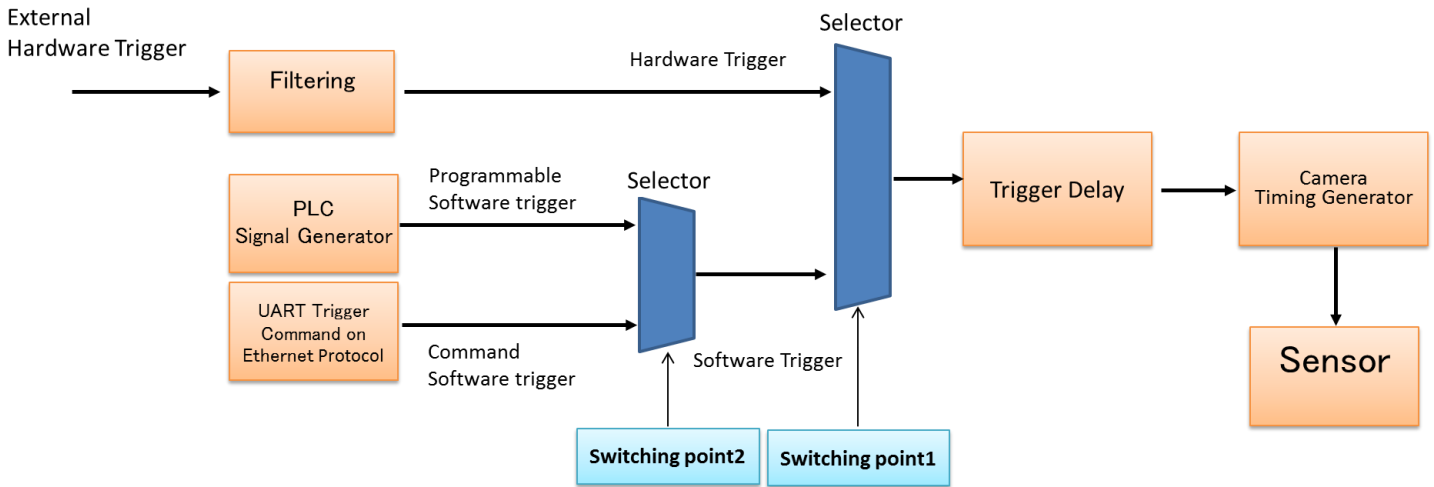 External
Hardware Trigger
Filtering
Hardware Trigger
Selector
PLC
Signal Generator
Programmable
Software trigger
Selector
UART Trigger
Command on
Ethernet Protocol
Command
Software trigger
Software Trigger
Trigger Delay
Camera
Timing Generator
Sensor
Switching point2
Switching point1